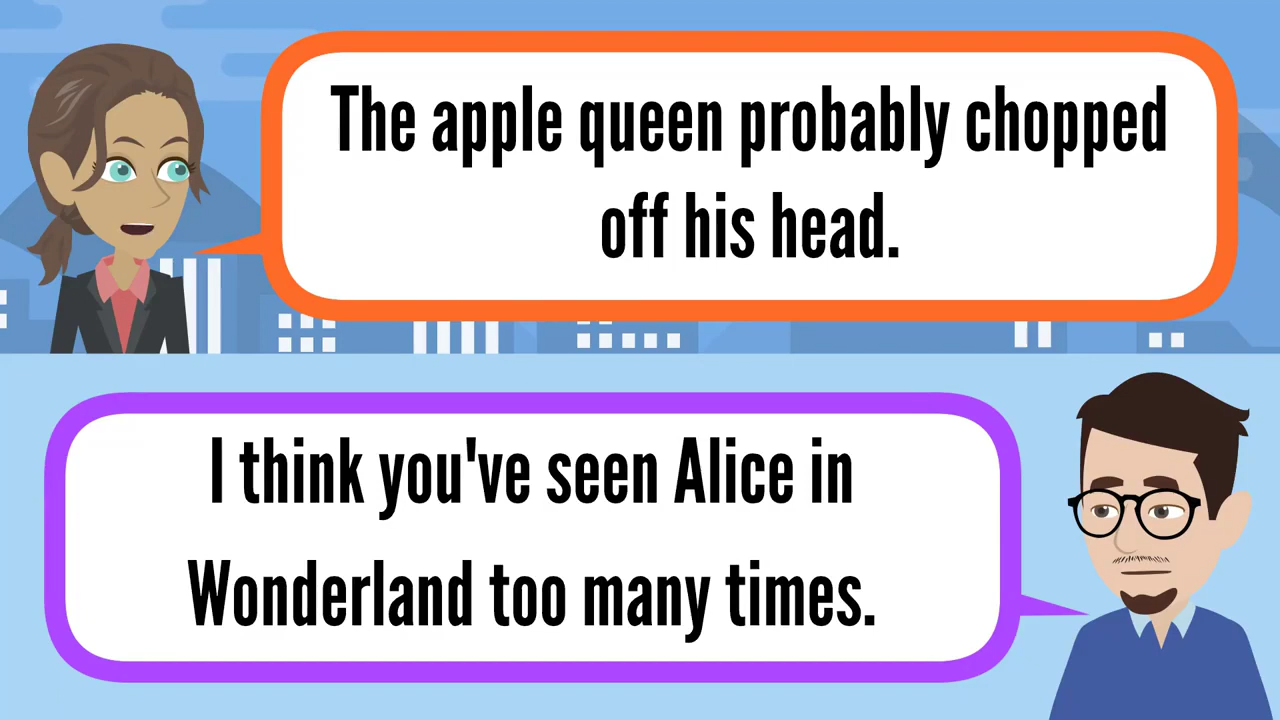 The apple queen probably chopped
off his head.
I think you've seen Alice in
Wonderland too many times.